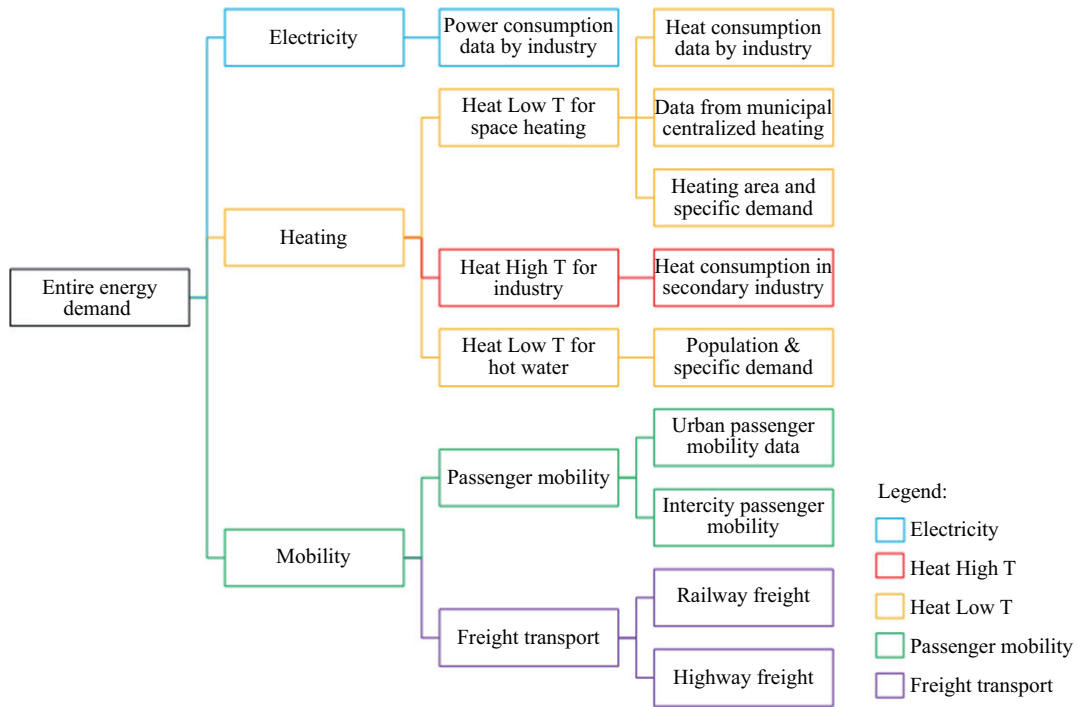 Entire energy
demand
Electricity
Power consumption
data by industry
Heating
Heat Low T for
space heating
Heat consumption
data by industry
Data from municipal
centralized heating
Heating area and
specific demand
Heat High T for
industry
Heat consumption in
secondary industry
Heat Low T for
hot water
Population &
specific demand
Mobility
Passenger mobility
Urban passenger
mobility data
Intercity passenger
mobility
Freight transport
Railway freight
Highway freight
Legend:
Electricity
Heat High T
Heat Low T
Passenger mobility
Freight transport